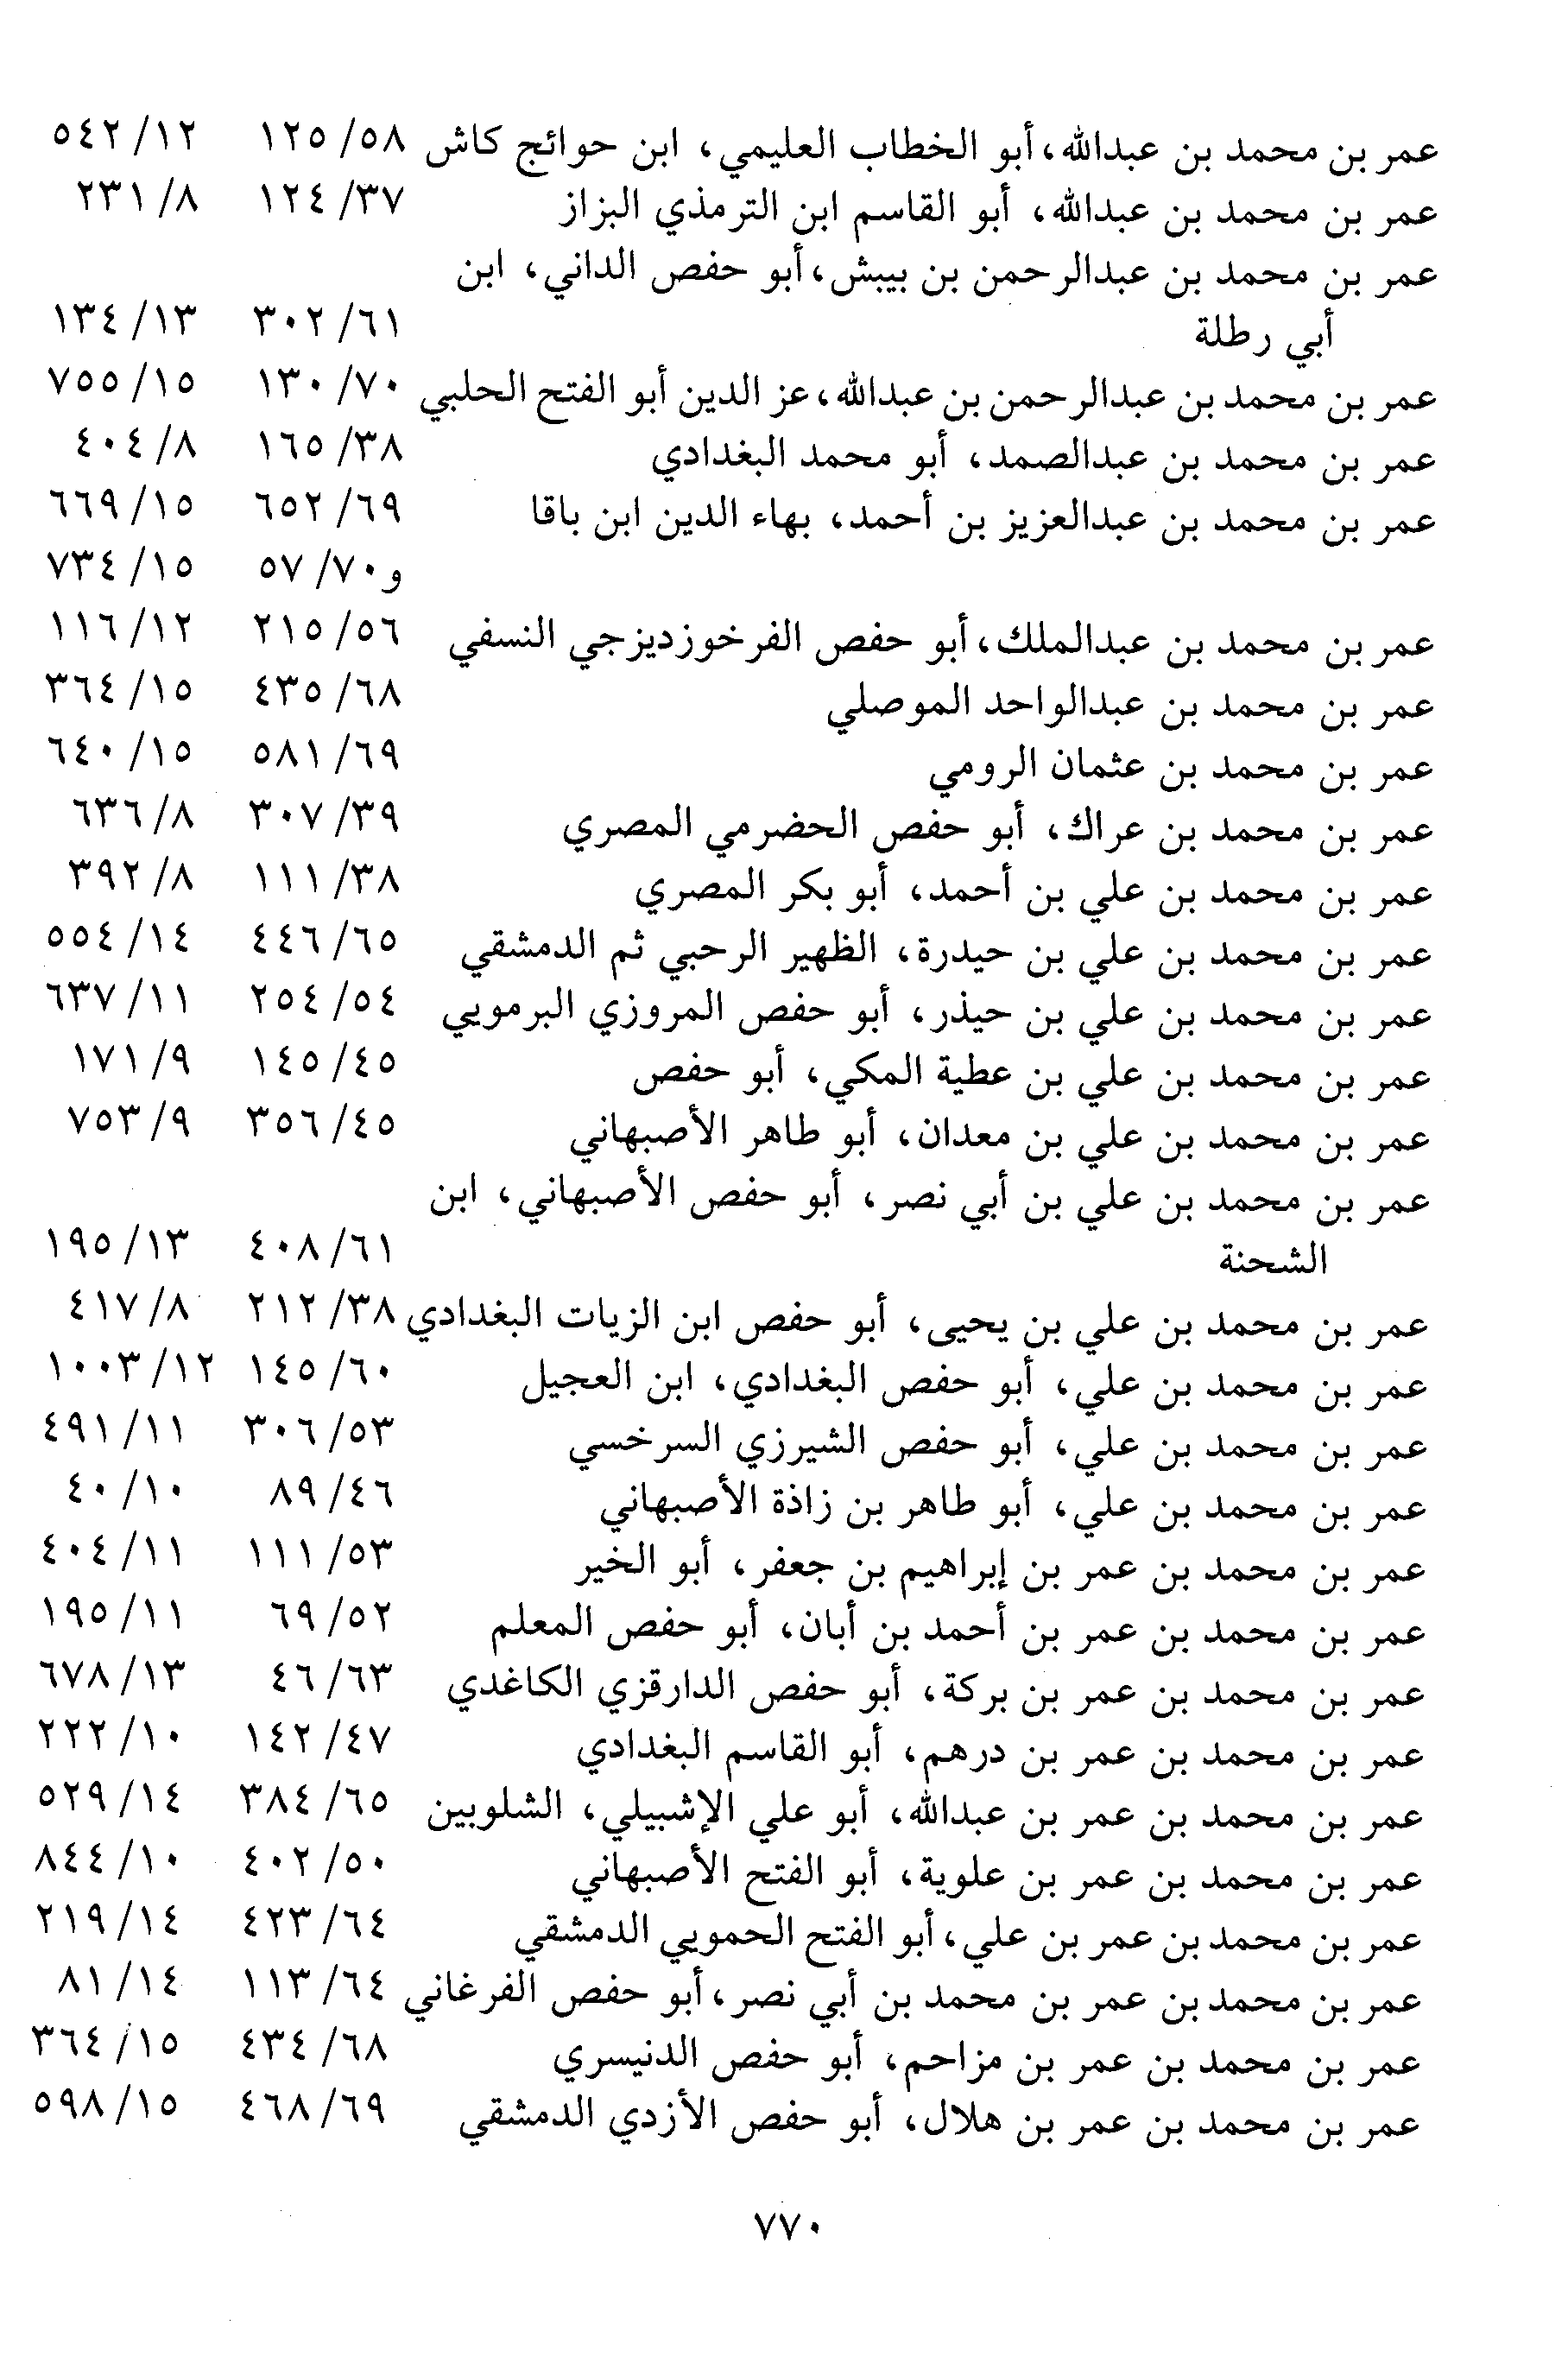 عمر بن محمد بن عبدالله، أبو الخطاب العليمي، ابن حوائج كاش ١٢٥/٥٨ ٥٤٢/١٢
عمر بن محمد بن عبدالله، أبو القاسم ابن الترمذي البزاز ١٢٤/٣٧ ٢٣١/٨
عمر بن محمد بن عبدالرحمن بن بيبش، أبو حفص الداني، ابن
أبي رطلة ٣٠٢/٦١ ١٣٤/١٣
عمر بن محمد بن عبدالرحمن بن عبدالله، عز الدين أبو الفتح الحلبي ١٣٠/٧٠ ٧٥٥/١٥
عمر بن محمد بن عبدالصمد، أبو محمد البغدادي ١٦٥/٣٨ ٤٠٤/٨
عمر بن محمد بن عبدالعزيز بن أحمد، بهاء الدين ابن باقا ٦٥٢/٦٩ ٦٦٩/١٥
و٥٧/٧٠ ٧٣٤/١٥
عمر بن محمد بن عبدالملك، أبو حفص الفرخوزديزجي النسفي ٢١٥/٥٦ ١١٦/١٢
عمر بن محمد بن عبدالواحد الموصلي ٤٣٥/٦٨ ٣٦٤/١٥
عمر بن محمد بن عثمان الرومي ٥٨١/٦٩ ٦٤٠/١٥
عمر بن محمد بن عراك، أبو حفص الحضرمي المصري ٣٠٧/٣٩ ٦٣٦/٨
عمر بن محمد بن علي بن أحمد، أبو بكر المصري ١١١/٣٨ ٣٩٢/٨
عمر بن محمد بن علي بن حيدرة، الظهير الرحبي ثم الدمشقي ٤٤٦/٦٥ ٥٥٤/١٤
عمر بن محمد بن علي بن حيذر، أبو حفص المروزي البرمويي ٢٥٤/٥٤ ٦٣٧/١١
عمر بن محمد بن علي بن عطية المكي، أبو حفص ١٤٥/٤٥ ١٧١/٩
عمر بن محمد بن علي بن معدان، أبو طاهر الأصبهاني ٣٥٦/٤٥ ٧٥٣/٩
عمر بن محمد بن علي بن أبي نصر، أبو حفص الأصبهاني، ابن
الشحنة ٤٠٨/٦١ ١٩٥/١٣
عمر بن محمد بن علي بن يحيى، أبو حفص ابن الزيات البغدادي ٢١٢/٣٨ ٤١٧/٨
عمر بن محمد بن علي، أبو حفص البغدادي، ابن العجيل ١٤٥/٦٠ ١٠٠٣/١٢
عمر بن محمد بن علي، أبو حفص الشيرزي السرخسي ٣٠٦/٥٣ ٤٩١/١١
عمر بن محمد بن علي، أبو طاهر بن زاذة الأصبهاني ٨٩/٤٦ ٤٠/١٠
عمر بن محمد بن عمر بن إبراهيم بن جعفر، أبو الخير ١١١/٥٣ ٤٠٤/١١
عمر بن محمد بن عمر بن أحمد بن أبان، أبو حفص المعلم ٦٩/٥٢ ١٩٥/١١
عمر بن محمد بن عمر بن بركة، أبو حفص الدارقزي الكاغدي ٤٦/٦٣ ٦٧٨/١٣
عمر بن محمد بن عمر بن درهم، أبو القاسم البغدادي ١٤٢/٤٧ ٢٢٢/١٠
عمر بن محمد بن عمر بن عبدالله، أبو علي الإشبيلي، الشلوبين ٣٨٤/٦٥ ٥٢٩/١٤
عمر بن محمد بن عمر بن علوية، أبو الفتح الأصبهاني ٤٠٢/٥٠ ٨٤٤/١٠
عمر بن محمد بن عمر بن علي، أبو الفتح الحمويي الدمشقي ٤٢٣/٦٤ ٢١٩/١٤
عمر بن محمد بن عمر بن محمد بن أبي نصر، أبو حفص الفرغاني ١١٣/٦٤ ٨١/١٤
عمر بن محمد بن عمر بن مزاحم، أبو حفص الدنيسري ٤٣٤/٦٨ ٣٦٤/١٥
عمر بن محمد بن عمر بن هلال، أبو حفص الأزدي الدمشقي ٤٦٨/٦٩ ٥٩٨/١٥
٧٧٠